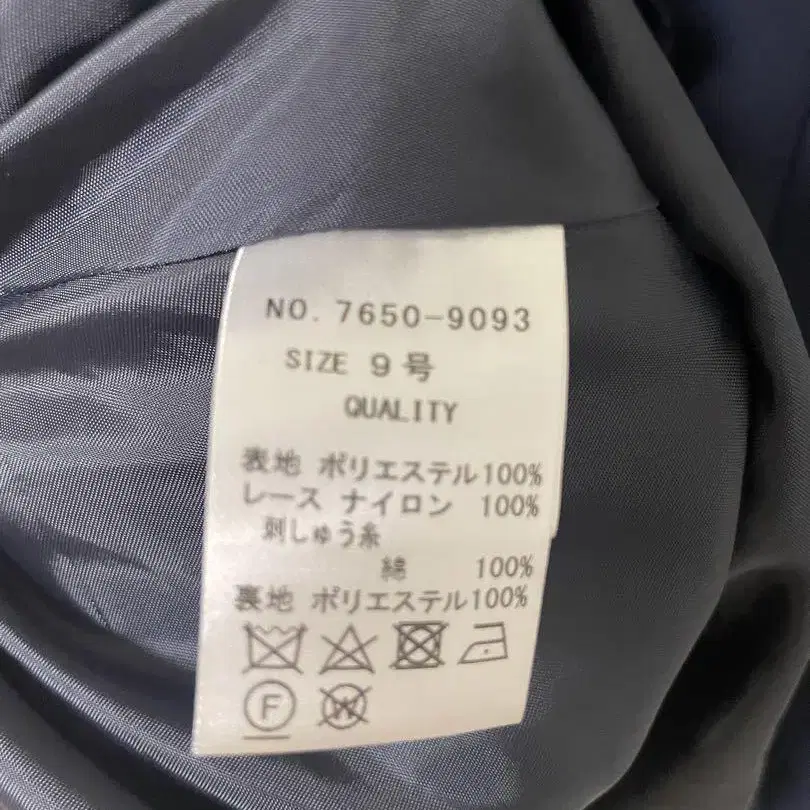 NO. 7650-9093
SIZE 9号
QUALITY
表地 ポリエステル100%
レース ナイロン 100%
刺しゅう糸
綿 100%
裏地 ポリエステル100%
F W